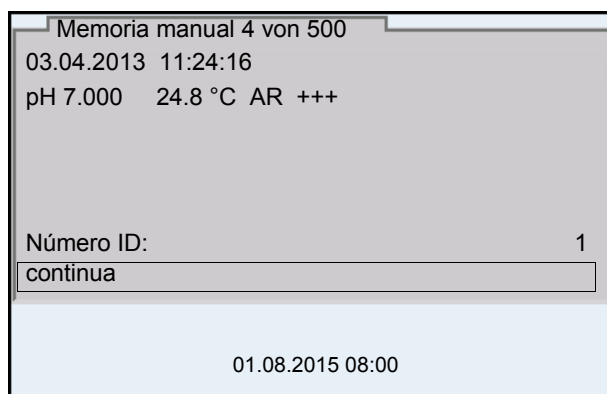 Memoria manual 4 von 500
03.04.2013 11:24:16
pH 7.000 24.8 °C AR +++
Número ID: 1
continua
01.08.2015 08:00